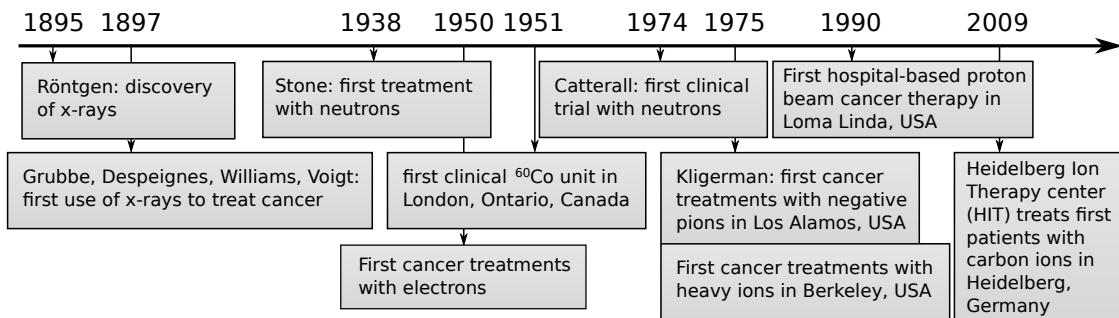 1895 1897 1938 1950 1951 1974 1975 1990 2009
Röntgen: discovery
of x-rays
Stone: first treatment
with neutrons
Catterall: first clinical
trial with neutrons
First hospital-based proton
beam cancer therapy in
Loma Linda, USA
Grubbe, Despeignes, Williams, Voigt:
first use of x-rays to treat cancer
first clinical ⁶⁰Co unit in
London, Ontario, Canada
Kligerman: first cancer
treatments with negative
pions in Los Alamos, USA
Heidelberg Ion
Therapy center
(HIT) treats first
patients with
carbon ions in
Heidelberg,
Germany
First cancer treatments
with electrons
First cancer treatments with
heavy ions in Berkeley, USA